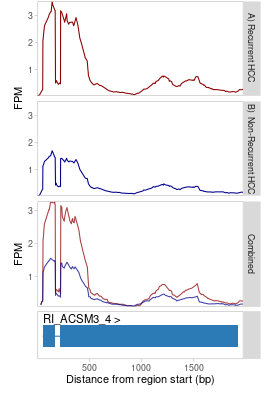 3
2
1
A) Recurrent HCC
FPM
3
2
1
B) Non-Recurrent HCC
3
2
1
Combined
FPM
RI_ACSM3_4 >
500
1000
1500
Distance from region start (bp)